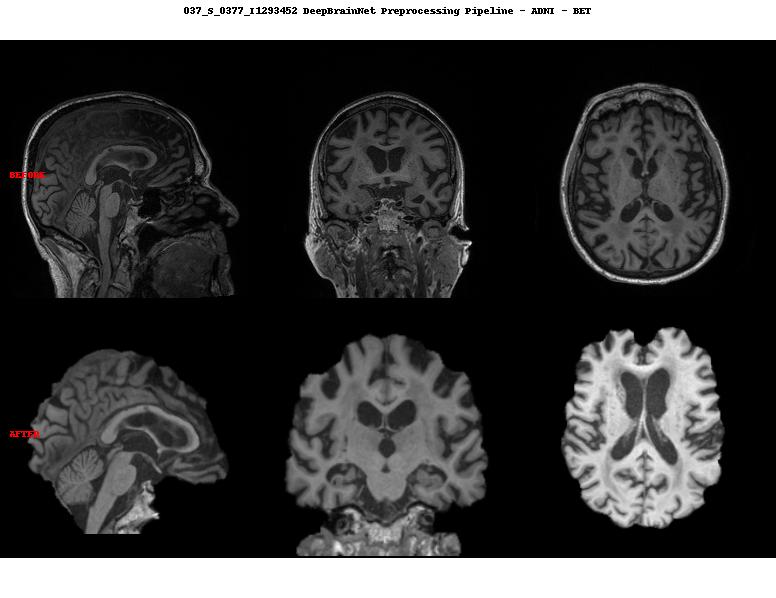 037_S_0377_I1293452 DeepBrainNet Preprocessing Pipeline - ADNI - BET
BEFORE
AFTER